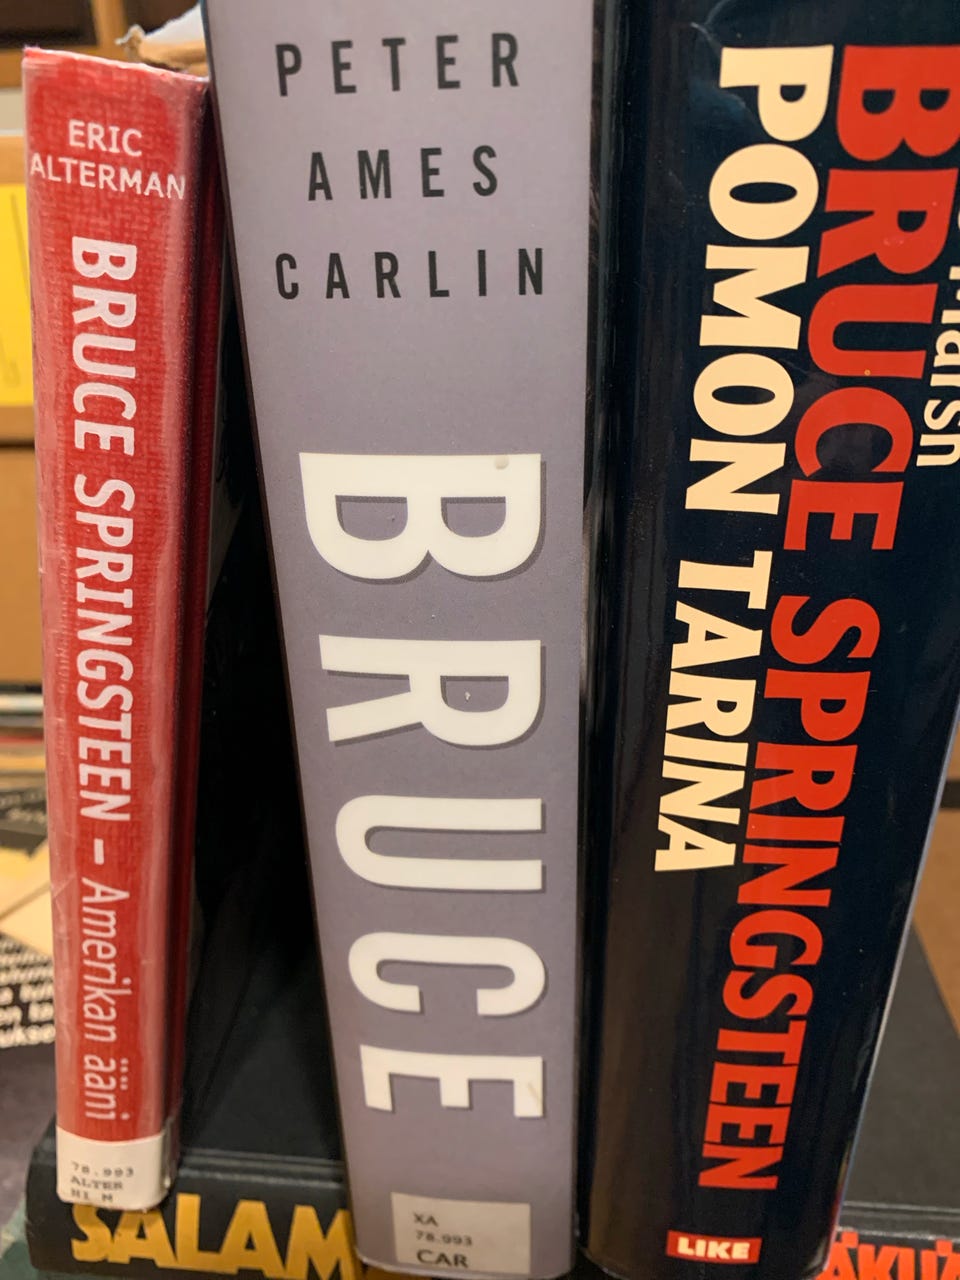 ERIC
ALTERMAN
BRUCE SPRINGSTEEN – Amerikan ääni
78.993
ALTER
PETER
AMES
CARLIN
BRUCE
XA
78.993
CAR
BRUCE SPRINGSTEEN
POMON TARINA
LIKE
SALAM